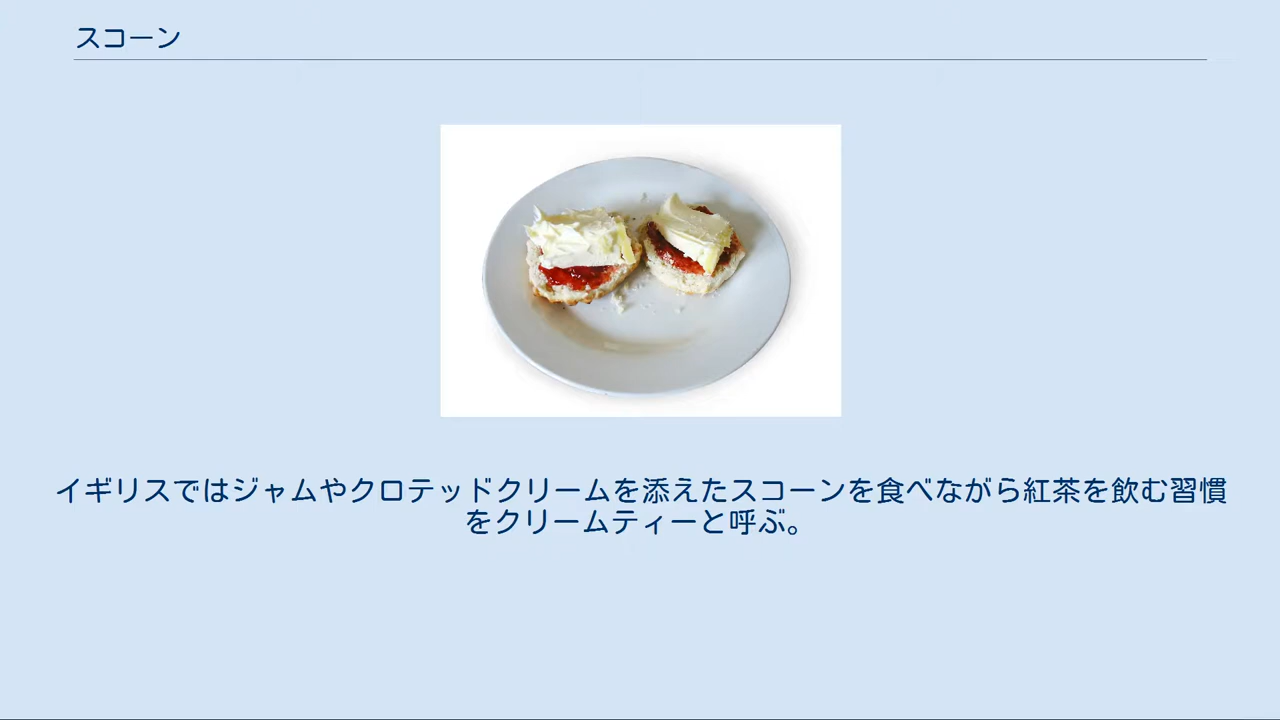 スコーン
イギリスではジャムやクロテッドクリームを添えたスコーンを食べながら紅茶を飲む習慣
をクリームティーと呼ぶ。